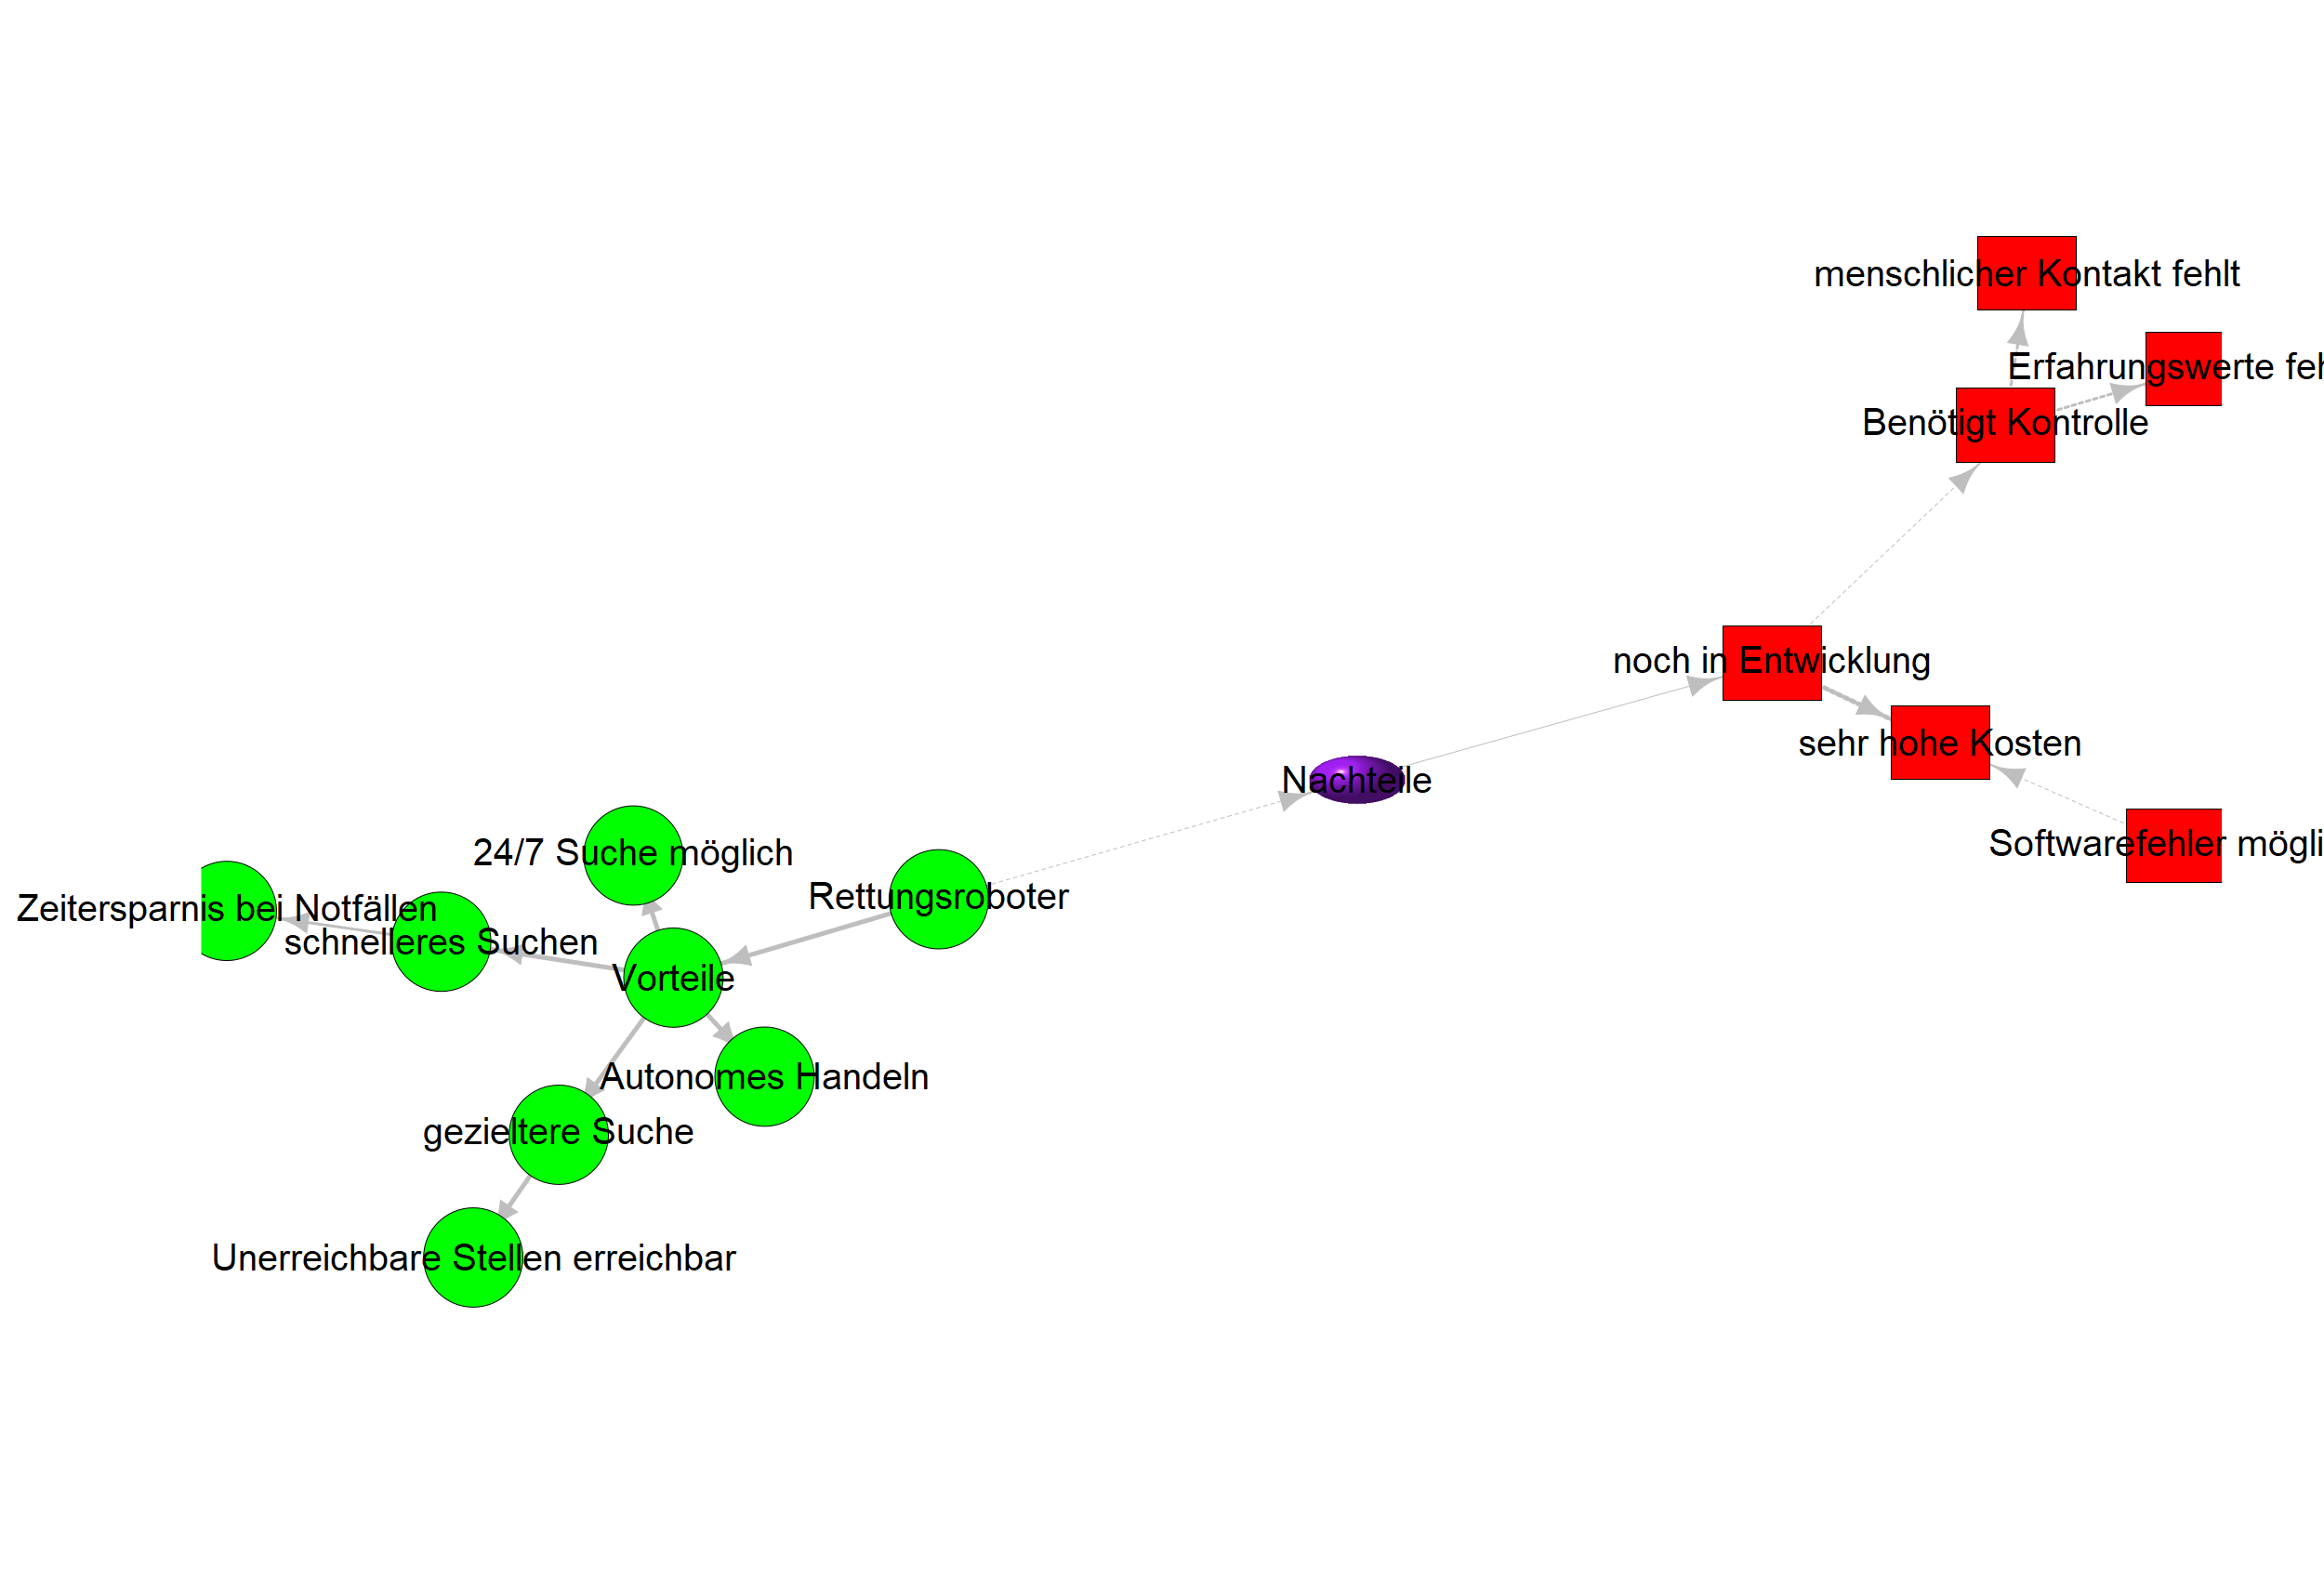 menschlicher Kontakt fehlt
Erfahrungswerte feh
Benötigt Kontrolle
noch in Entwicklung
sehr hohe Kosten
Nachteile
Softwarefehler mögli
24/7 Suche möglich
Rettungsroboter
Zeitersparnis bei Notfällen
schnelleres Suchen
Vorteile
Autonomes Handeln
gezieltere Suche
Unerreichbare Stellen erreichbar